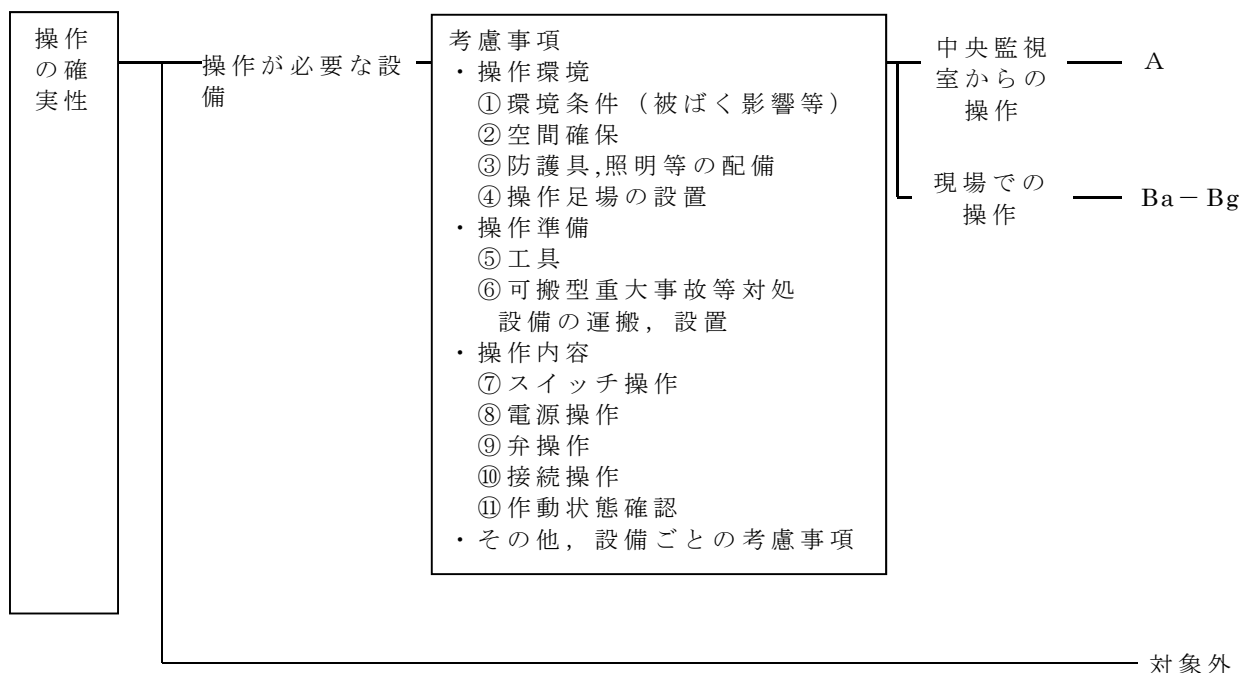 操作
の確
実性
操作が必要な設
備
考慮事項
・操作環境
①環境条件（被ばく影響等）
②空間確保
③防護具,照明等の配備
④操作足場の設置
・操作準備
⑤工具
⑥可搬型重大事故等対処
設備の運搬，設置
・操作内容
⑦スイッチ操作
⑧電源操作
⑨弁操作
⑩接続操作
⑪作動状態確認
・その他，設備ごとの考慮事項
中央監視
室からの
操作
A
現場での
操作
Ba－Bg
対象外